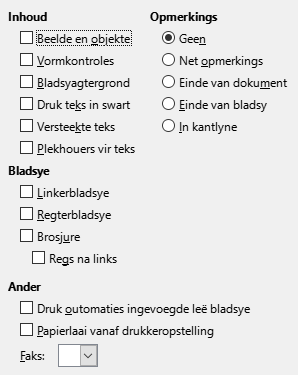 Inhoud
Beelde en objekte
Vormkontroles
Bladsyagtergrond
Druk teks in swart
Versteekte teks
Plekhouers vir teks
Opmerkings
Geen
Net opmerkings
Einde van dokument
Einde van bladsy
In kantlyne
Bladsye
Linkerbladsye
Regterbladsye
Brosjure
Regs na links
Ander
Druk outomaties ingevoegde leë bladsye
Papierlaai vanaf drukkeropstelling
Faks: